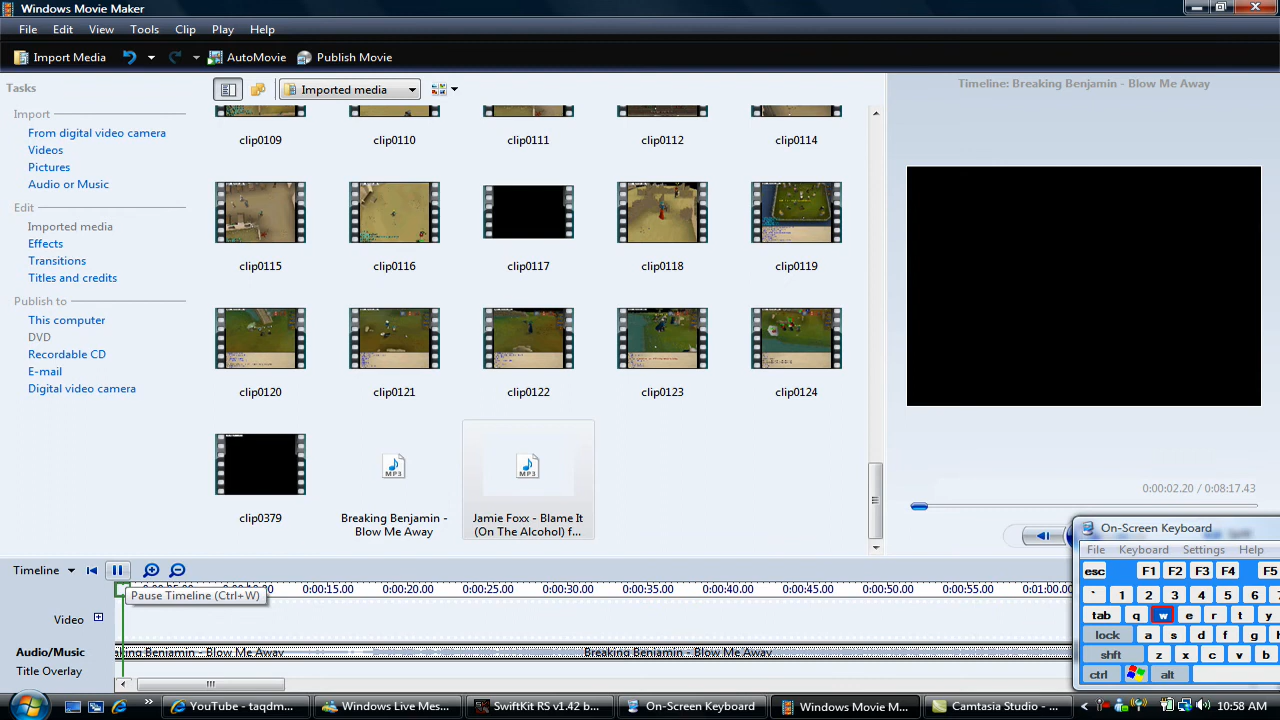 Windows Movie Maker
File Edit View Tools Clip Play Help
Import Media AutoMovie Publish Movie
Tasks
Imported media
Timeline: Breaking Benjamin - Blow Me Away
Import
From digital video camera
Videos
Pictures
Audio or Music
Edit
Imported media
Effects
Transitions
Titles and credits
Publish to
This computer
DVD
Recordable CD
E-mail
Digital video camera
clip0109 clip0110 clip0111 clip0112 clip0114
clip0115 clip0116 clip0117 clip0118 clip0119
clip0120 clip0121 clip0122 clip0123 clip0124
MP3 MP3
clip0379
Breaking Benjamin -
Blow Me Away
Jamie Foxx - Blame It
(On The Alcohol) f...
0:00:02.20 / 0:08:17.43
On-Screen Keyboard
File Keyboard Settings Help
esc F1 F2 F3 F4 F5
` 1 2 3 4 5 6
tab q w e r t y
lock a s d f g h
shft z x c v b
ctrl alt
Timeline
0:00:15.00 0:00:20.00 0:00:25.00 0:00:30.00 0:00:35.00 0:00:40.00 0:00:45.00 0:00:50.00 0:00:55.00 0:01:00.0
Pause Timeline (Ctrl+W)
Video
Audio/Music
aking Benjamin - Blow Me Away
Breaking Benjamin - Blow Me Away
Title Overlay
YouTube - taqdm... Windows Live Mes... SwiftKit RS v1.42 b... On-Screen Keyboard Windows Movie M... Camtasia Studio - ... 10:58 AM